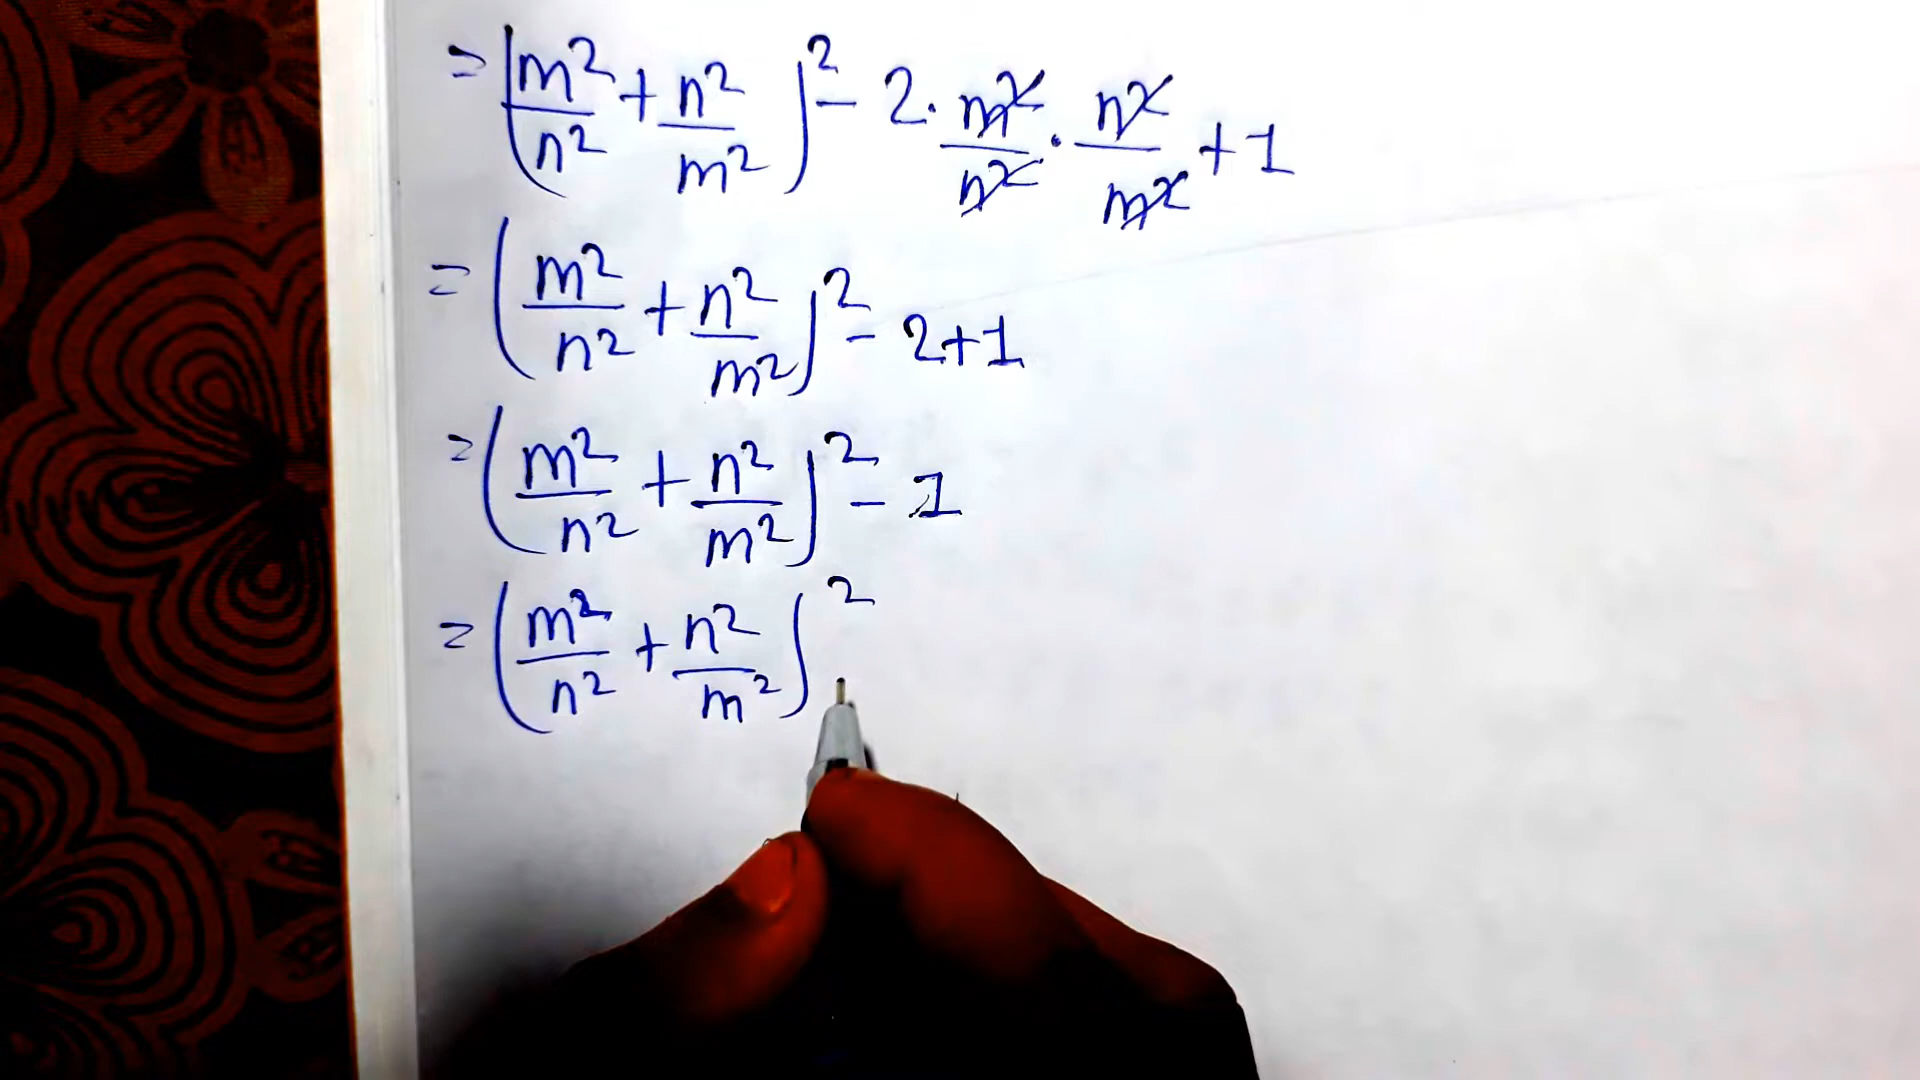 = (m²/n² + n²/m²)² - 2 · m²/n² · n²/m² + 1
= (m²/n² + n²/m²)² - 2+1
= (m²/n² + n²/m²)² - 1
= (m²/n² + n²/m²)²